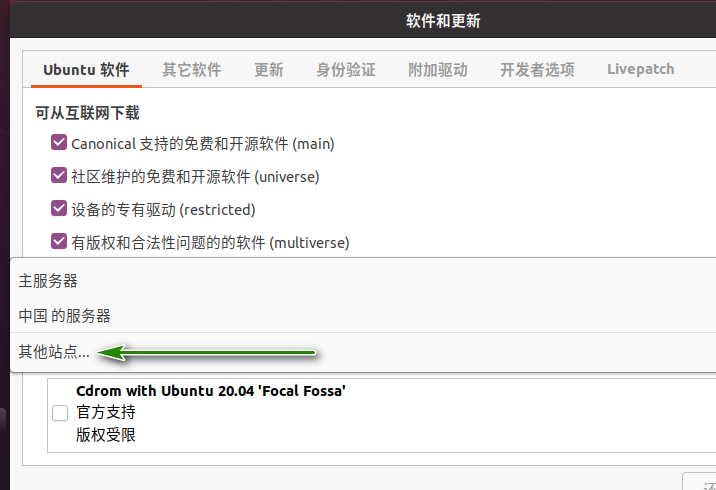 软件和更新
Ubuntu 软件 其它软件 更新 身份验证 附加驱动 开发者选项 Livepatch
可从互联网下载
Canonical 支持的免费和开源软件 (main)
社区维护的免费和开源软件 (universe)
设备的专有驱动 (restricted)
有版权和合法性问题的的软件 (multiverse)
主服务器
中国 的服务器
其他站点...
Cdrom with Ubuntu 20.04 'Focal Fossa'
官方支持
版权受限